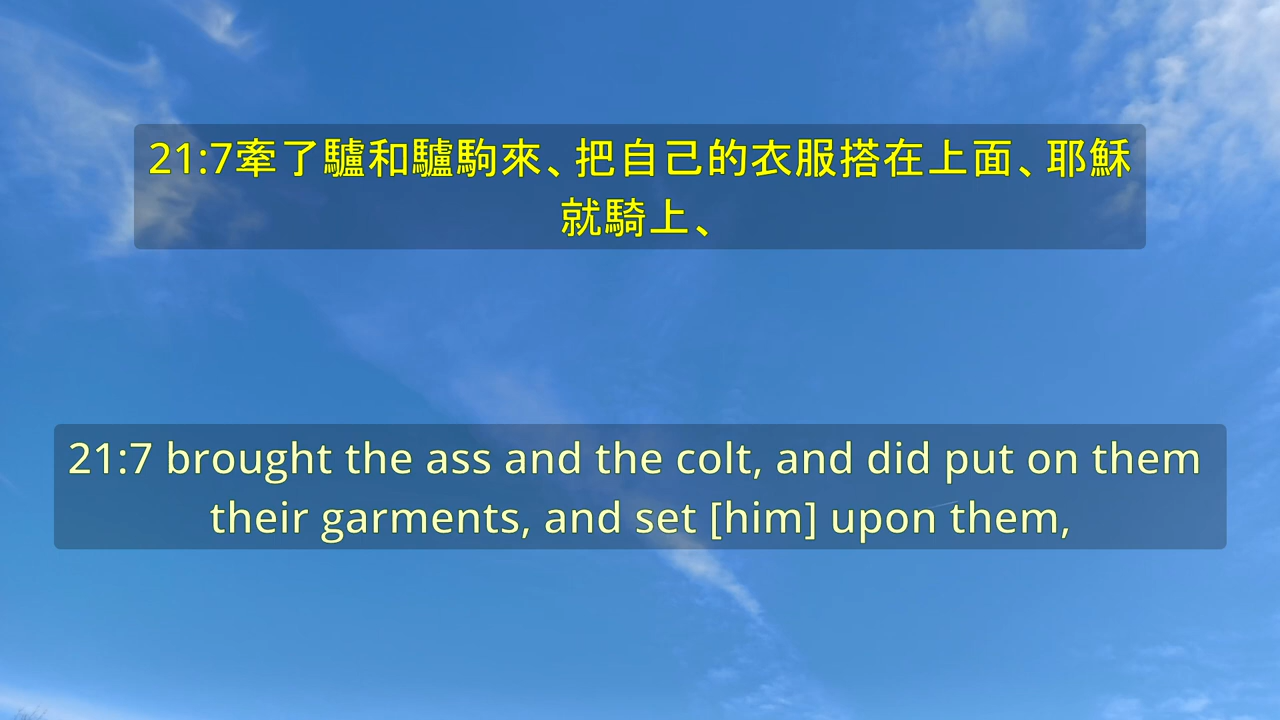 21:7牽了驢和驢駒來、把自己的衣服搭在上面、耶穌
就騎上、
21:7 brought the ass and the colt, and did put on them
their garments, and set [him] upon them,